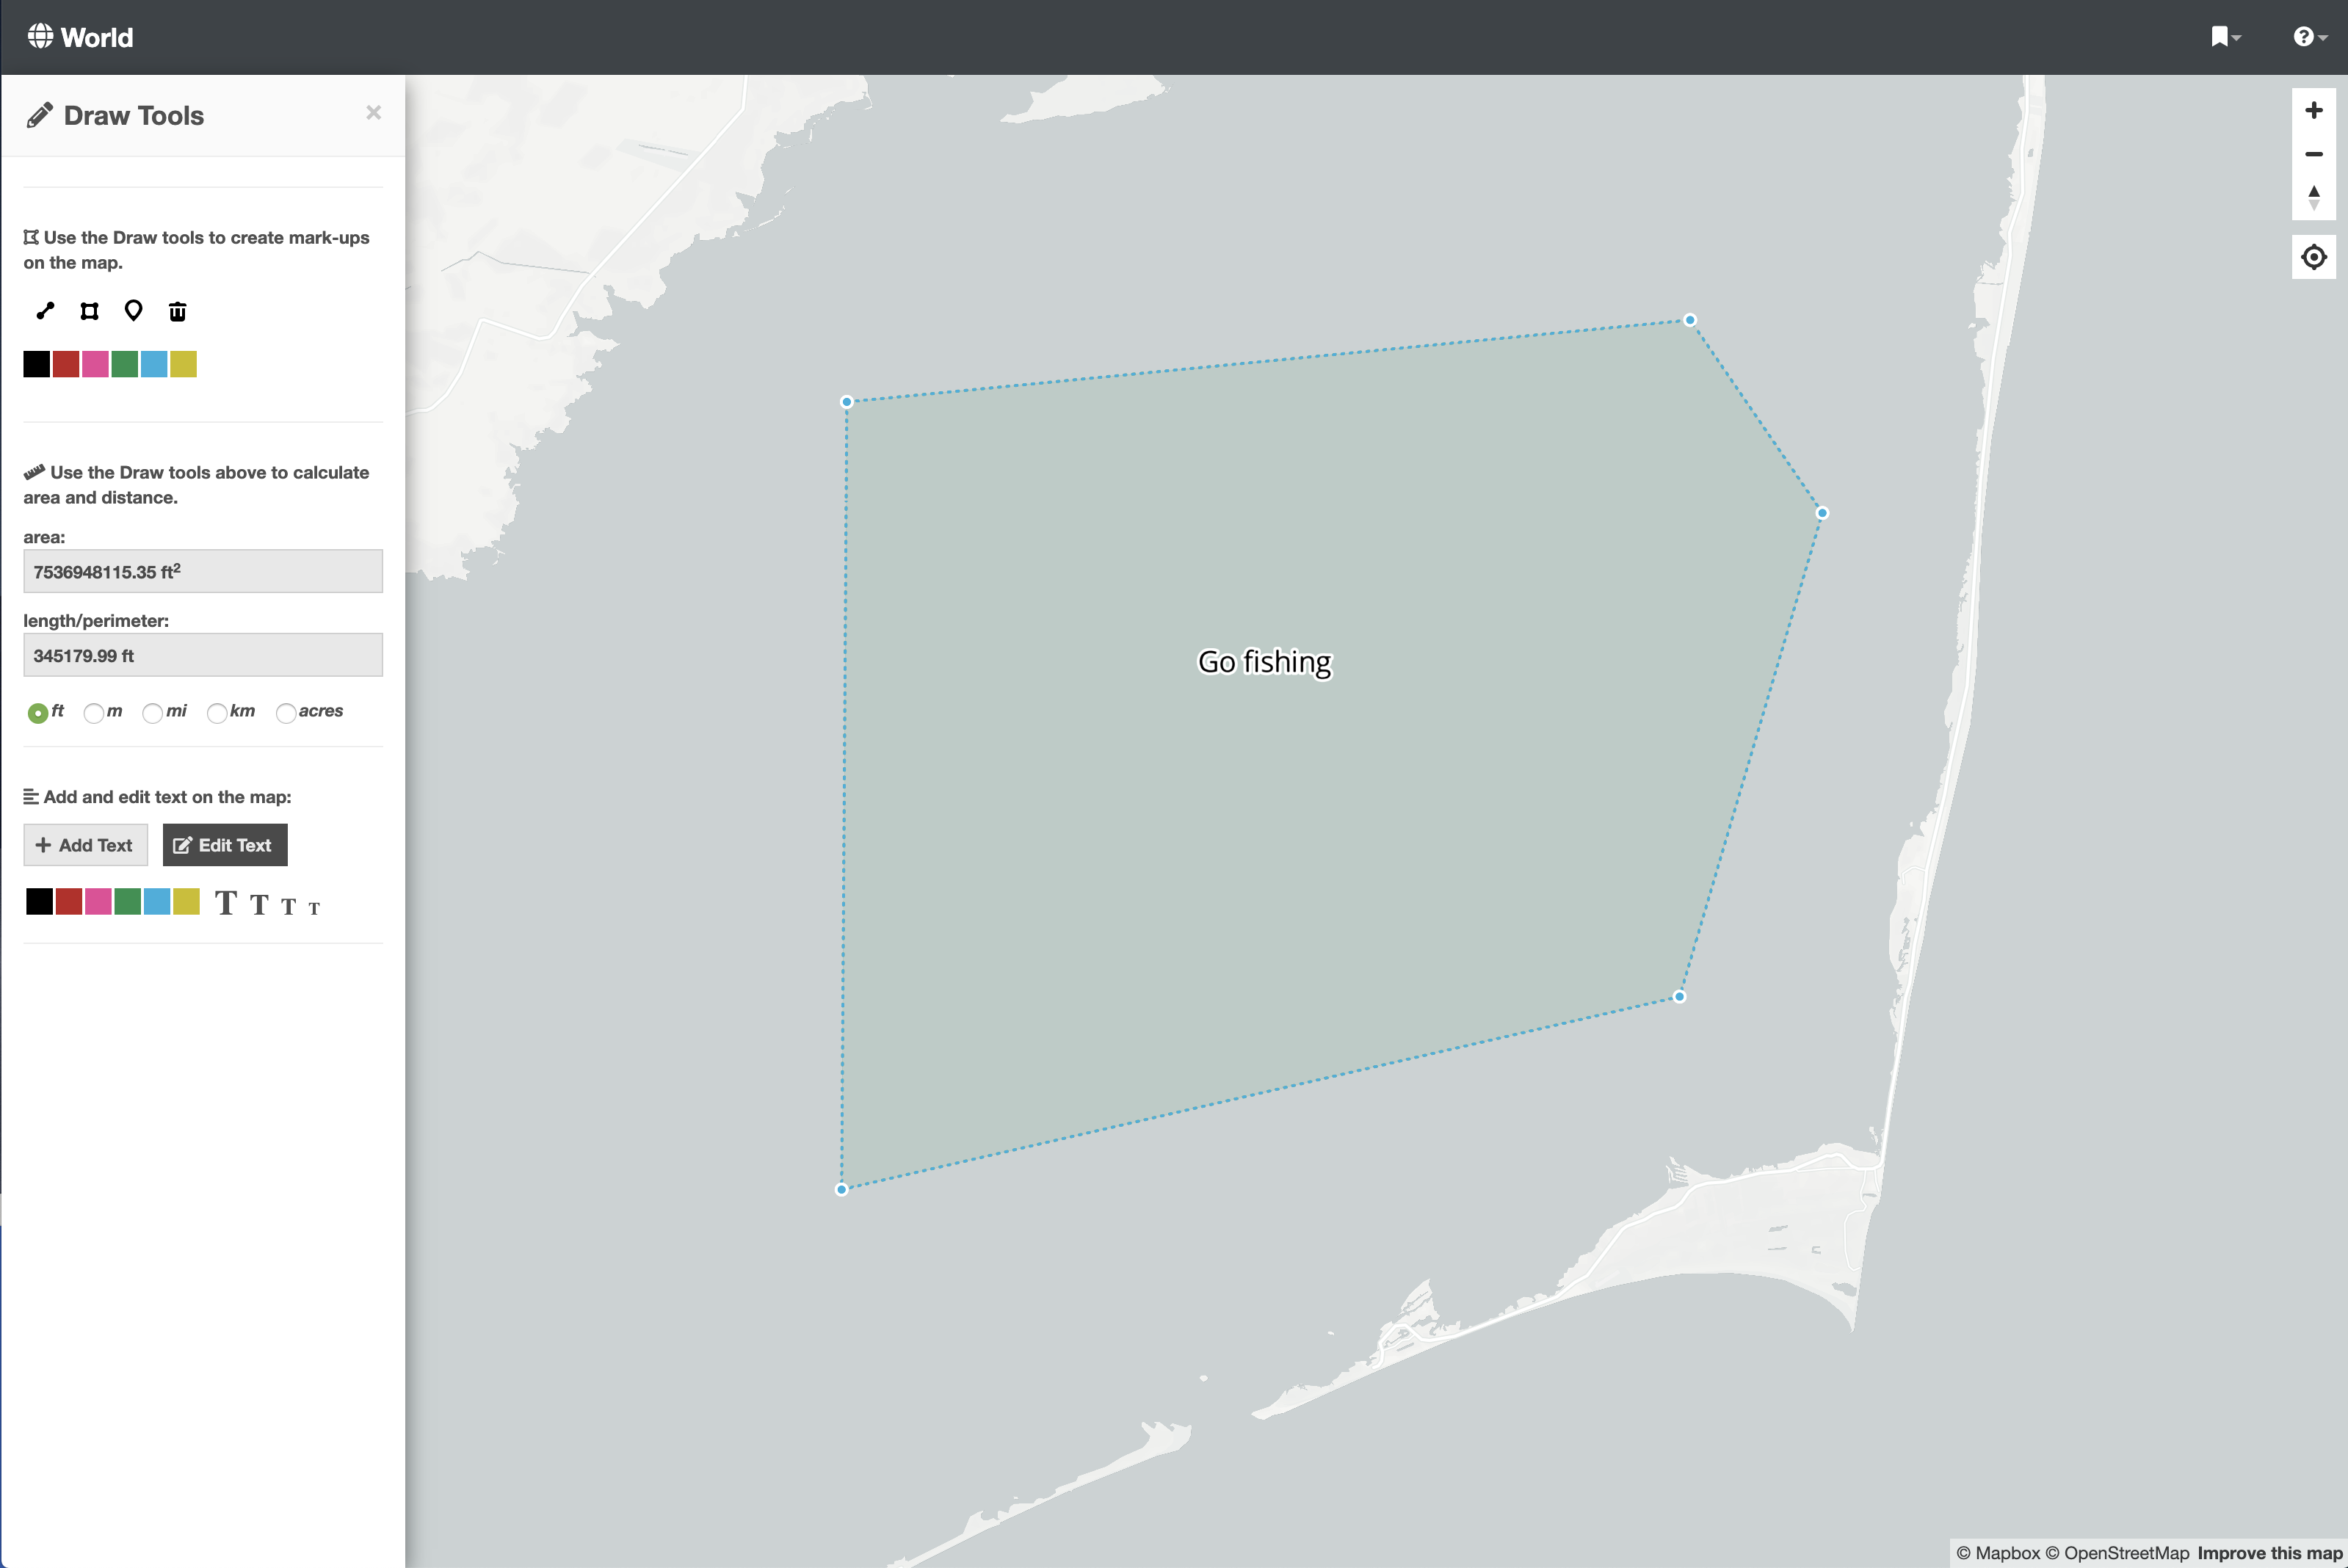 World
Draw Tools
Use the Draw tools to create mark-ups
on the map.
Use the Draw tools above to calculate
area and distance.
area:
7536948115.35 ft²
length/perimeter:
345179.99 ft
ft m mi km acres
Add and edit text on the map:
Add Text Edit Text
T T T T
Go fishing
© Mapbox © OpenStreetMap Improve this map